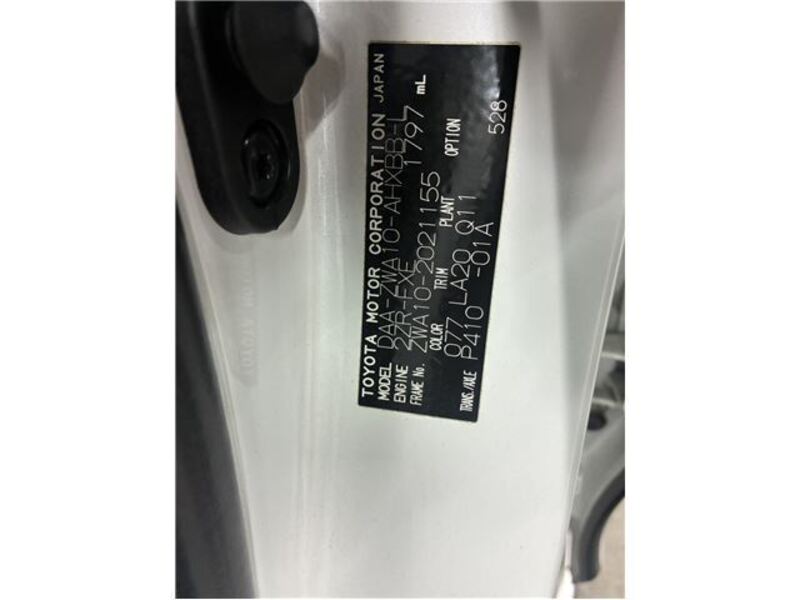 TOYOTA MOTOR CORPORATION JAPAN
MODEL DAA-ZWA10-AHXBB-L
ENGINE 2ZR-FXE 1797 mL
FRAME No. ZWA10-2021155
COLOR TRIM PLANT OPTION
077 LA20 Q11
TRANS./AXLE P410 -01A 528